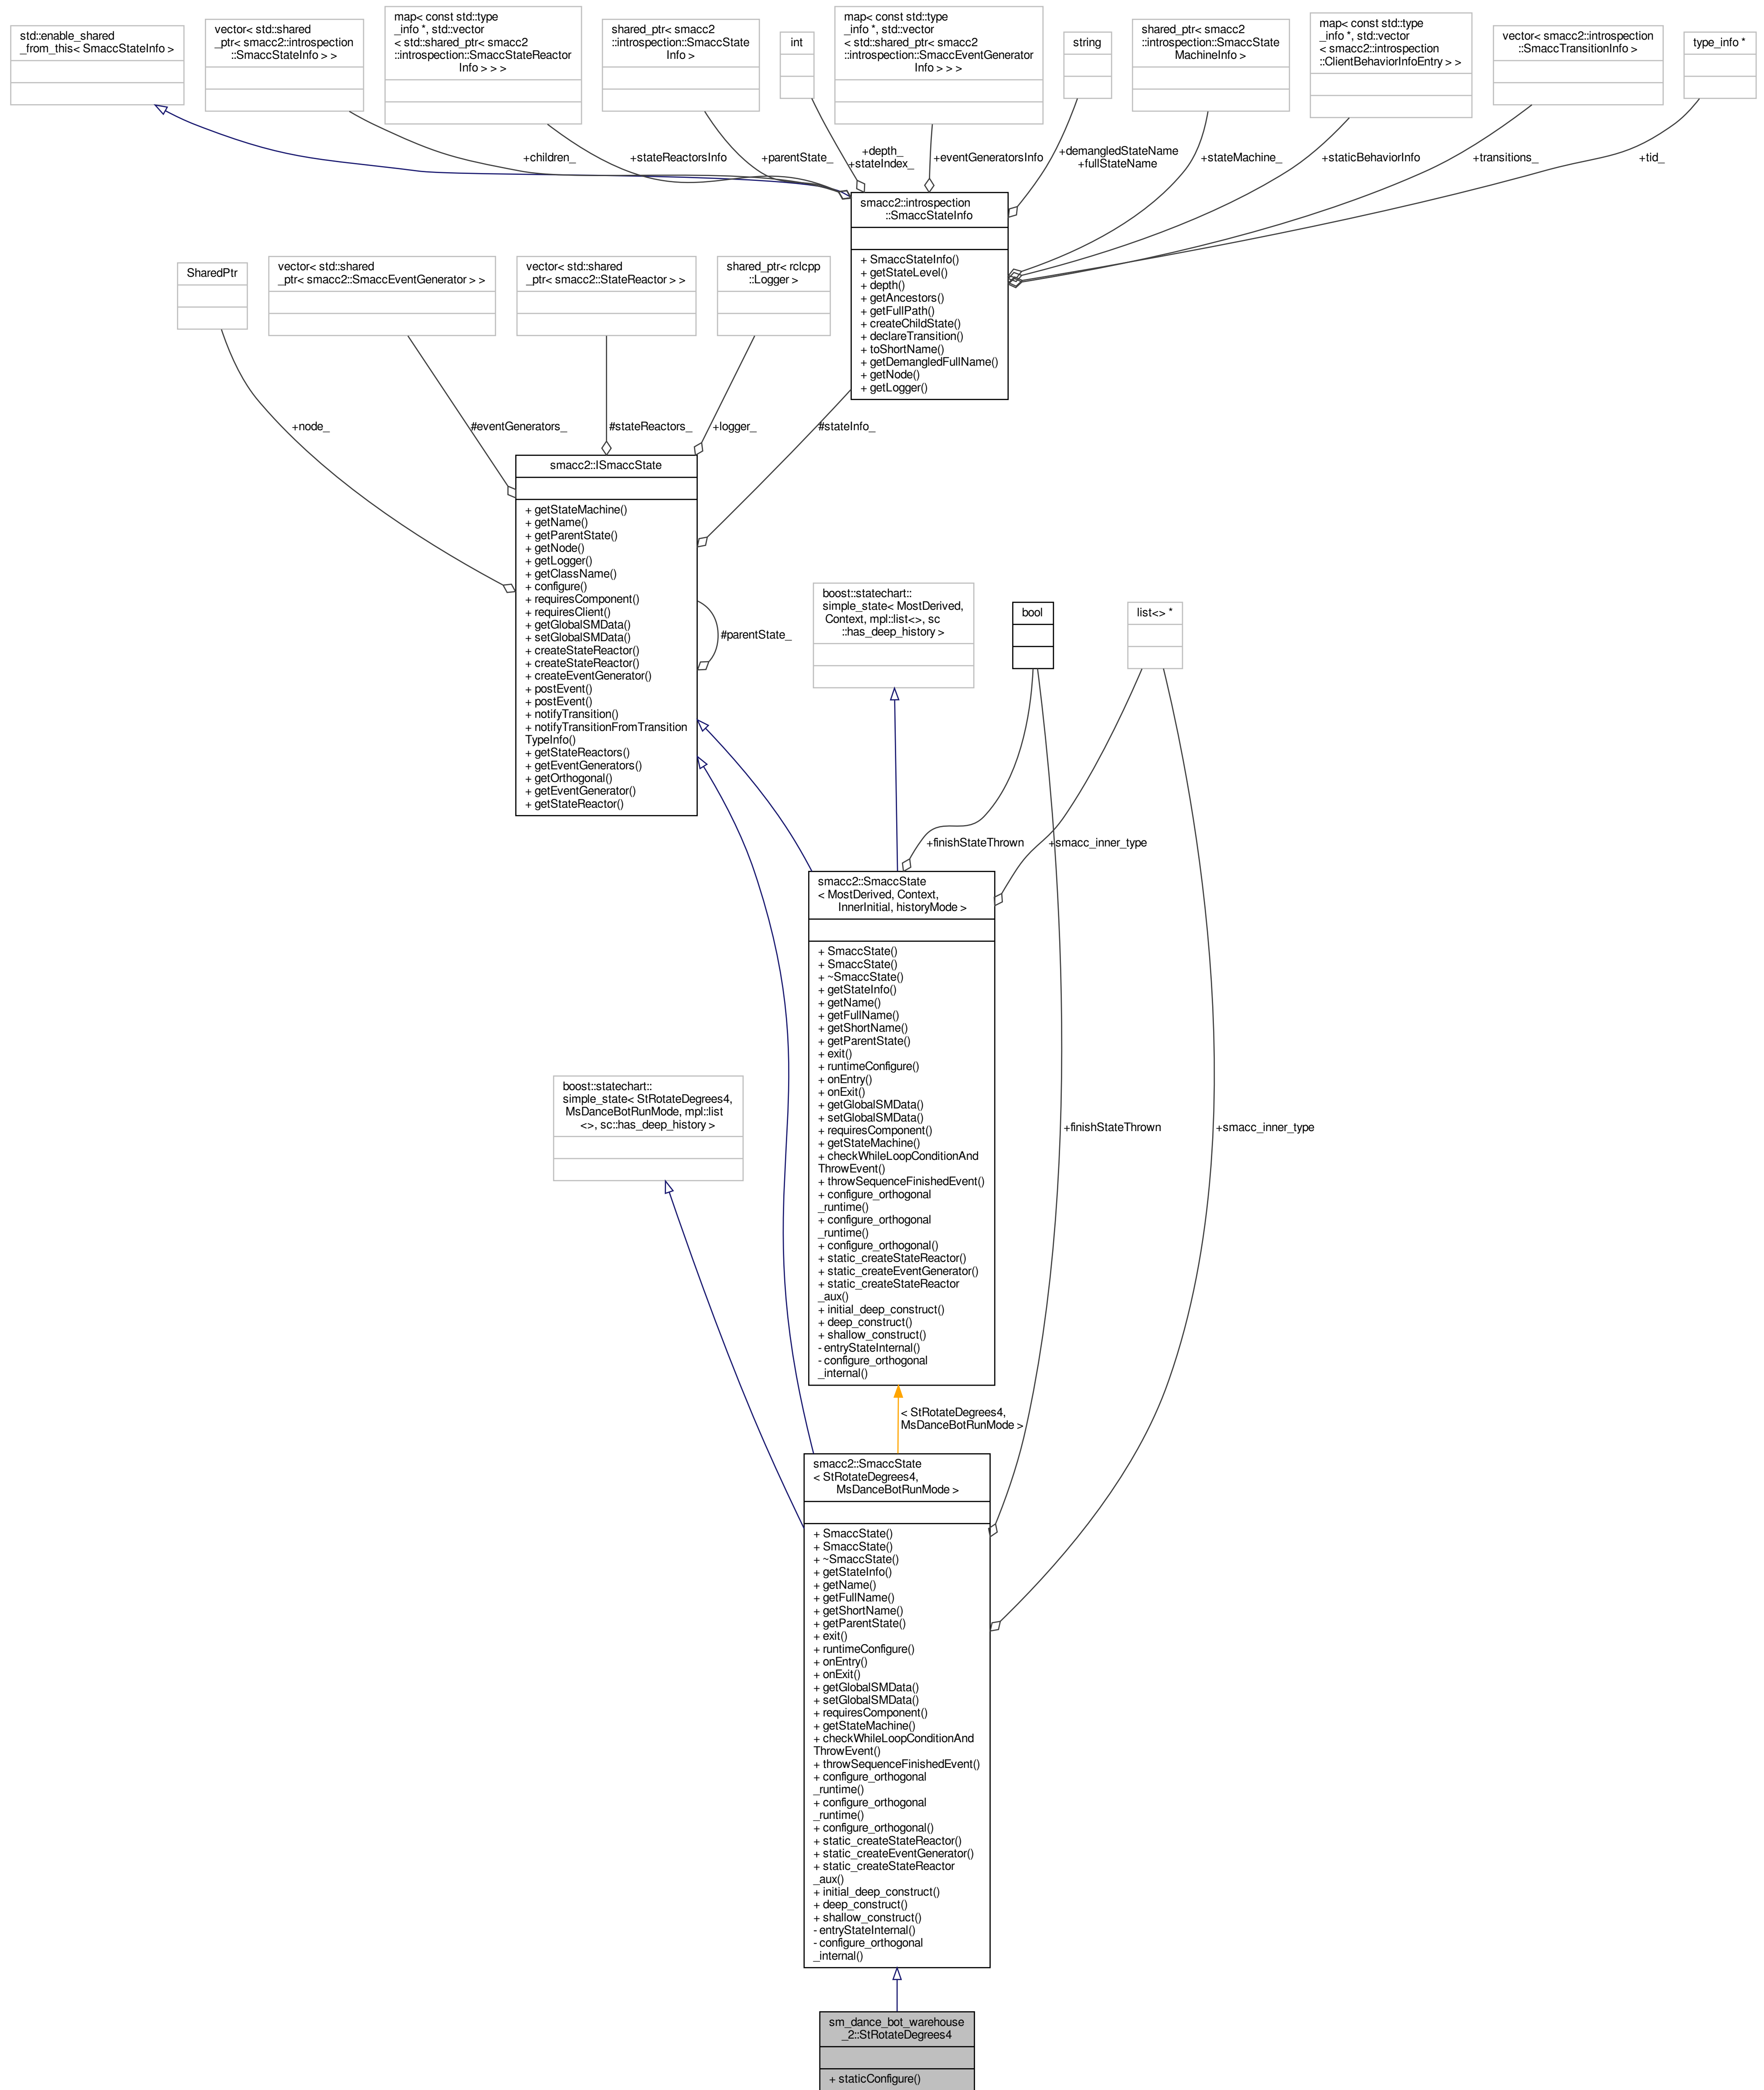 std::enable_shared
_from_this< SmaccStateInfo >
vector< std::shared
_ptr< smacc2::introspection
::SmaccStateInfo > >
map< const std::type
_info *, std::vector
< std::shared_ptr< smacc2
::introspection::SmaccStateReactor
Info > > >
shared_ptr< smacc2
::introspection::SmaccState
Info >
int
map< const std::type
_info *, std::vector
< std::shared_ptr< smacc2
::introspection::SmaccEventGenerator
Info > > >
string
shared_ptr< smacc2
::introspection::SmaccState
MachineInfo >
map< const std::type
_info *, std::vector
< smacc2::introspection
::ClientBehaviorInfoEntry > >
vector< smacc2::introspection
::SmaccTransitionInfo >
type_info *
+children_
+stateReactorsInfo
+parentState_
+depth_
+stateIndex_
+eventGeneratorsInfo
+demangledStateName
+fullStateName
+stateMachine_
+staticBehaviorInfo
+transitions_
+tid_
smacc2::introspection
::SmaccStateInfo
+ SmaccStateInfo()
+ getStateLevel()
+ depth()
+ getAncestors()
+ getFullPath()
+ createChildState()
+ declareTransition()
+ toShortName()
+ getDemangledFullName()
+ getNode()
+ getLogger()
SharedPtr
vector< std::shared
_ptr< smacc2::SmaccEventGenerator > >
vector< std::shared
_ptr< smacc2::StateReactor > >
shared_ptr< rclcpp
::Logger >
+node_
#eventGenerators_
#stateReactors_
+logger_
#stateInfo_
smacc2::ISmaccState
+ getStateMachine()
+ getName()
+ getParentState()
+ getNode()
+ getLogger()
+ getClassName()
+ configure()
+ requiresComponent()
+ requiresClient()
+ getGlobalSMData()
+ setGlobalSMData()
+ createStateReactor()
+ createStateReactor()
+ createEventGenerator()
+ postEvent()
+ postEvent()
+ notifyTransition()
+ notifyTransitionFromTransition
TypeInfo()
+ getStateReactors()
+ getEventGenerators()
+ getOrthogonal()
+ getEventGenerator()
+ getStateReactor()
#parentState_
boost::statechart::
simple_state< MostDerived,
Context, mpl::list<>, sc
::has_deep_history >
bool
list<> *
+finishStateThrown
+smacc_inner_type
smacc2::SmaccState
< MostDerived, Context,
InnerInitial, historyMode >
+ SmaccState()
+ SmaccState()
+ ~SmaccState()
+ getStateInfo()
+ getName()
+ getFullName()
+ getShortName()
+ getParentState()
+ exit()
+ runtimeConfigure()
+ onEntry()
+ onExit()
+ getGlobalSMData()
+ setGlobalSMData()
+ requiresComponent()
+ getStateMachine()
+ checkWhileLoopConditionAnd
ThrowEvent()
+ throwSequenceFinishedEvent()
+ configure_orthogonal
_runtime()
+ configure_orthogonal
_runtime()
+ configure_orthogonal()
+ static_createStateReactor()
+ static_createEventGenerator()
+ static_createStateReactor
_aux()
+ initial_deep_construct()
+ deep_construct()
+ shallow_construct()
- entryStateInternal()
- configure_orthogonal
_internal()
boost::statechart::
simple_state< StRotateDegrees4,
MsDanceBotRunMode, mpl::list
<>, sc::has_deep_history >
+finishStateThrown
+smacc_inner_type
< StRotateDegrees4,
MsDanceBotRunMode >
smacc2::SmaccState
< StRotateDegrees4,
MsDanceBotRunMode >
+ SmaccState()
+ SmaccState()
+ ~SmaccState()
+ getStateInfo()
+ getName()
+ getFullName()
+ getShortName()
+ getParentState()
+ exit()
+ runtimeConfigure()
+ onEntry()
+ onExit()
+ getGlobalSMData()
+ setGlobalSMData()
+ requiresComponent()
+ getStateMachine()
+ checkWhileLoopConditionAnd
ThrowEvent()
+ throwSequenceFinishedEvent()
+ configure_orthogonal
_runtime()
+ configure_orthogonal
_runtime()
+ configure_orthogonal()
+ static_createStateReactor()
+ static_createEventGenerator()
+ static_createStateReactor
_aux()
+ initial_deep_construct()
+ deep_construct()
+ shallow_construct()
- entryStateInternal()
- configure_orthogonal
_internal()
sm_dance_bot_warehouse
_2::StRotateDegrees4
+ staticConfigure()